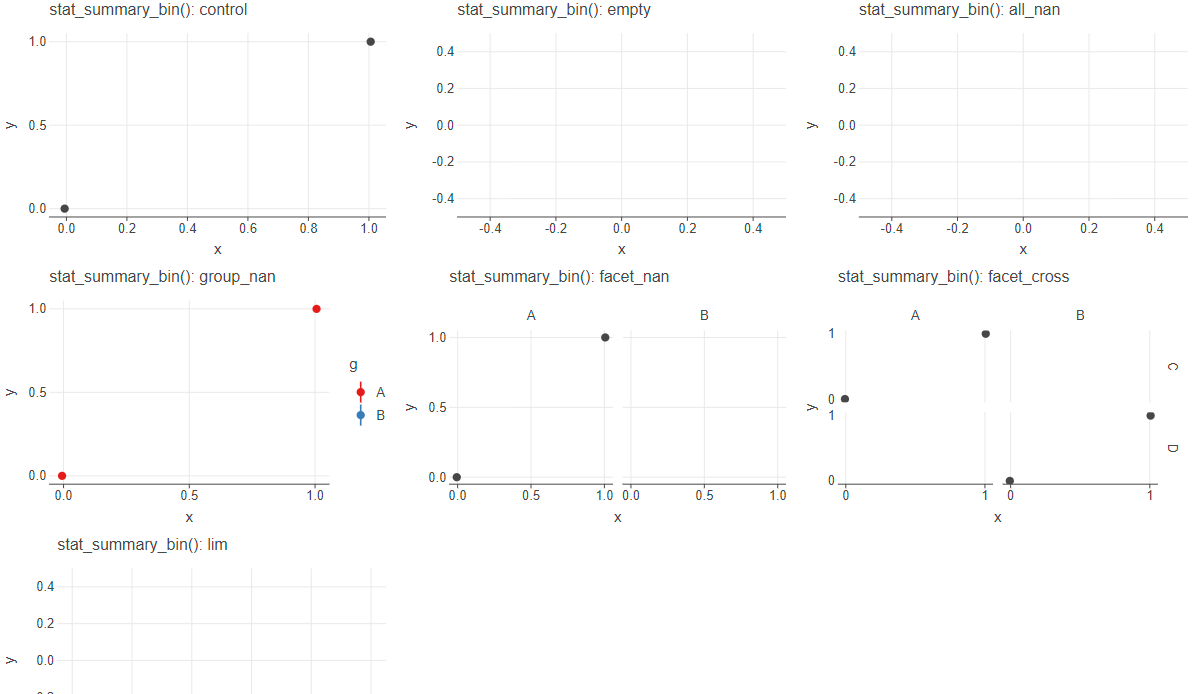 stat_summary_bin(): control
stat_summary_bin(): empty
stat_summary_bin(): all_nan
1.0
0.5
0.0
y
0.0 0.2 0.4 0.6 0.8 1.0
x
0.4
0.2
0.0
-0.2
-0.4
y
-0.4 -0.2 0.0 0.2 0.4
x
0.4
0.2
0.0
-0.2
-0.4
y
-0.4 -0.2 0.0 0.2 0.4
x
stat_summary_bin(): group_nan
stat_summary_bin(): facet_nan
stat_summary_bin(): facet_cross
1.0
0.5
0.0
y
0.0 0.5 1.0
x
g
A
B
A B
1.0
0.5
0.0
y
0.0 0.5 1.0 0.0 0.5 1.0
x
A B
1
0
C
1
0
D
y
0 1 0 1
x
stat_summary_bin(): lim
0.4
0.2
0.0
y